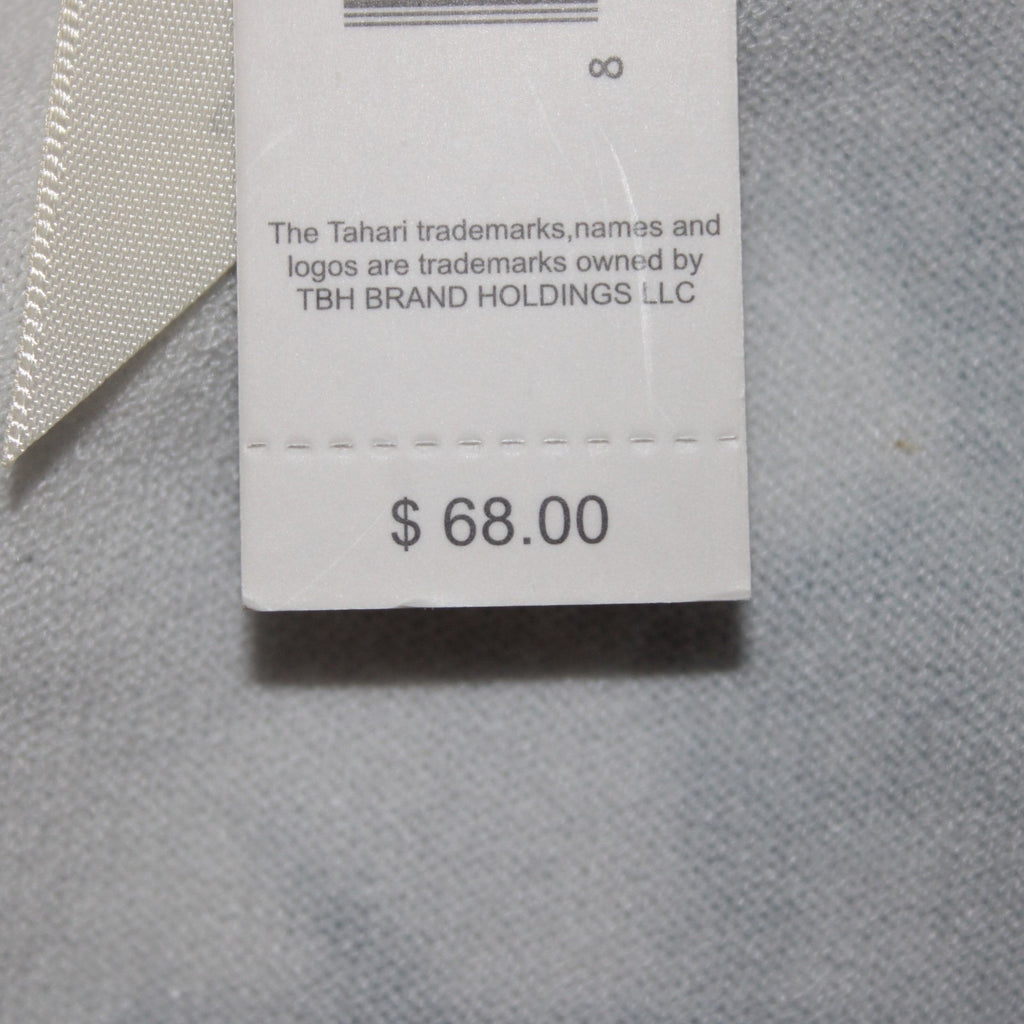 8
The Tahari trademarks,names and
logos are trademarks owned by
TBH BRAND HOLDINGS LLC
$ 68.00